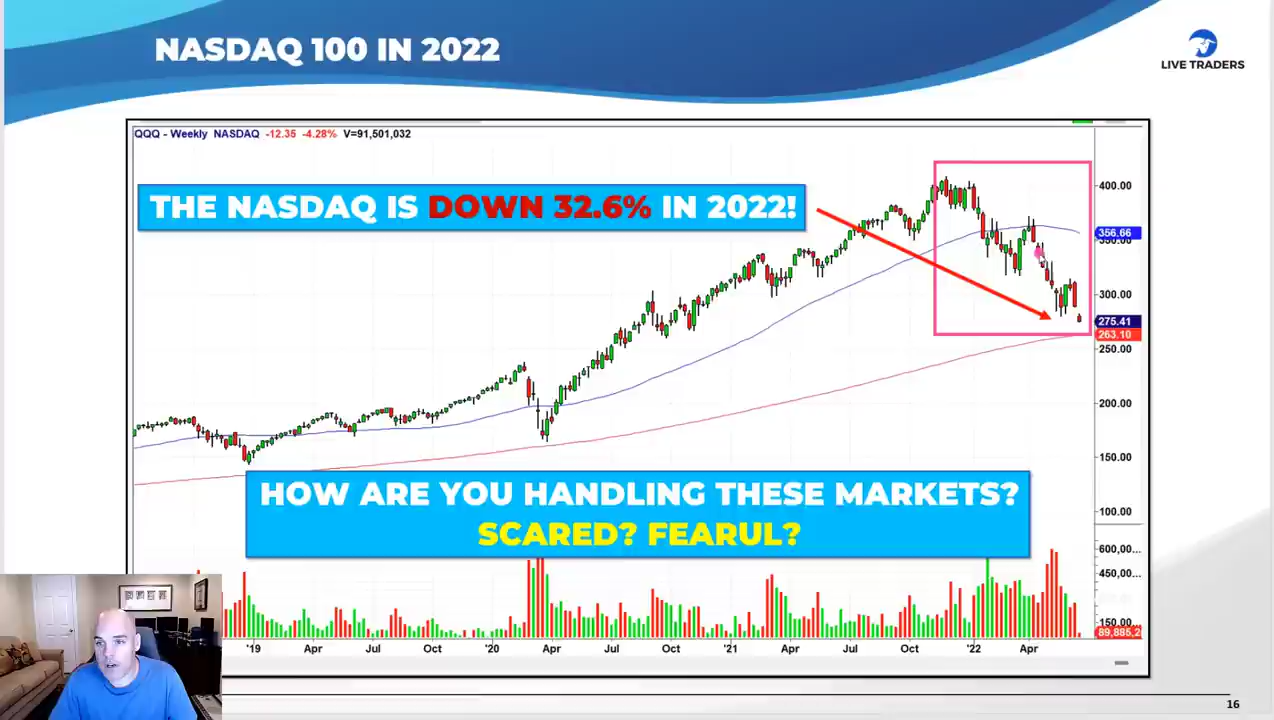 NASDAQ 100 IN 2022
LIVE TRADERS
QQQ - Weekly NASDAQ -12.35 -4.28% V=91,501,032
THE NASDAQ IS DOWN 32.6% IN 2022!
400.00
356.66
350.00
300.00
275.41
263.10
250.00
200.00
150.00
100.00
HOW ARE YOU HANDLING THESE MARKETS?
SCARED? FEARUL?
600,00...
450,00...
150,00...
89,885,2
'19 Apr Jul Oct '20 Apr Jul Oct '21 Apr Jul Oct '22 Apr
16